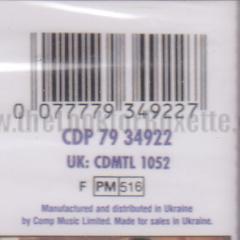 0 077779 349227
CDP 79 34922
UK: CDMTL 1052
F PM 516
Manufactured and distributed in Ukraine
by Comp Music Limited. Made for sales in Ukraine.